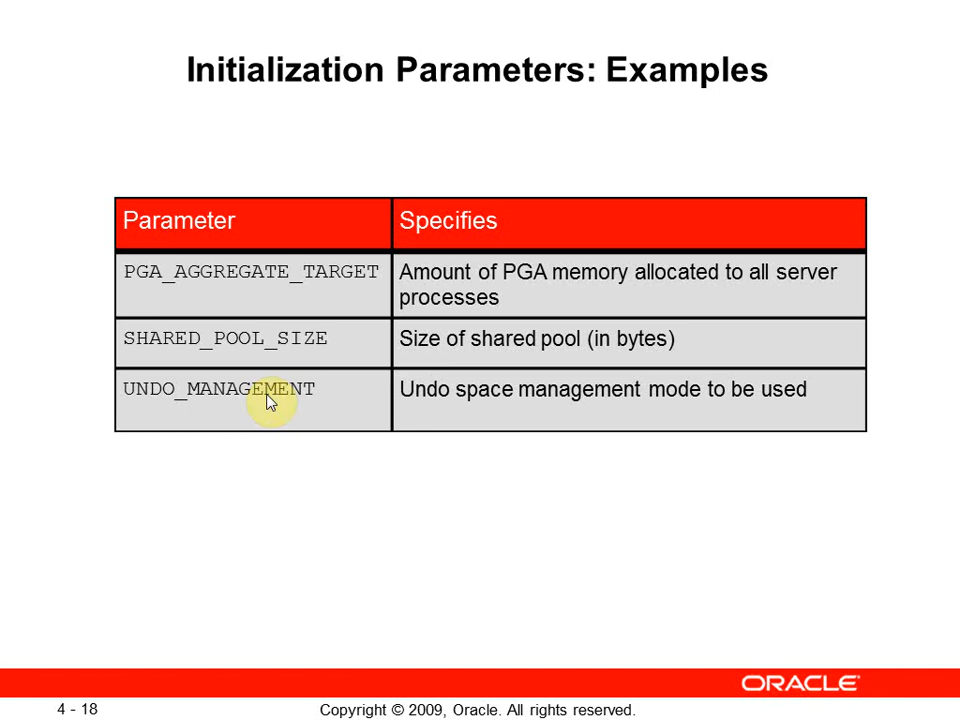 Initialization Parameters: Examples
Parameter
Specifies
PGA_AGGREGATE_TARGET
Amount of PGA memory allocated to all server
processes
SHARED_POOL_SIZE
Size of shared pool (in bytes)
UNDO_MANAGEMENT
Undo space management mode to be used
ORACLE
4 - 18
Copyright © 2009, Oracle. All rights reserved.